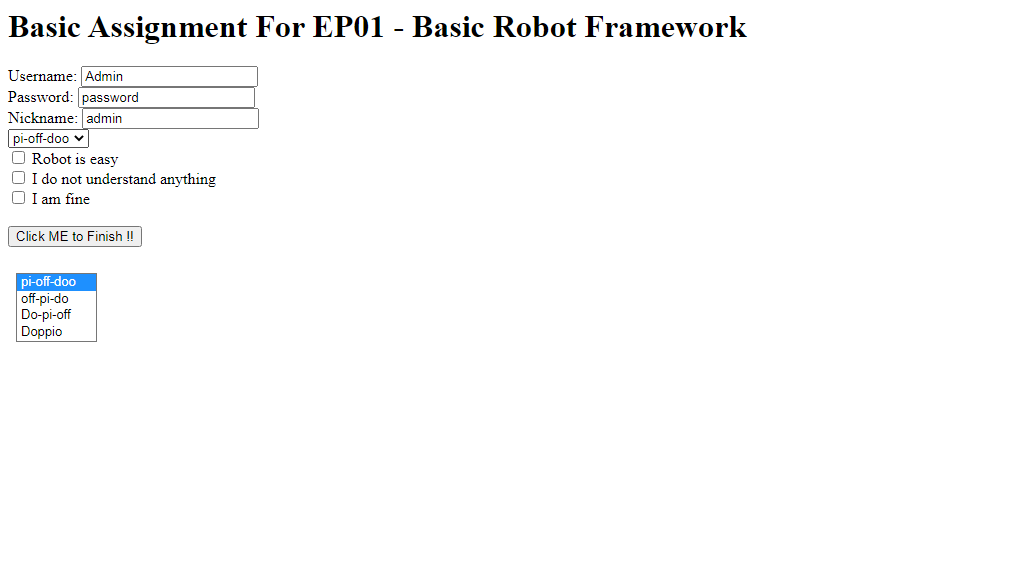 Basic Assignment For EP01 - Basic Robot Framework
Username: Admin
Password: password
Nickname: admin
pi-off-doo
Robot is easy
I do not understand anything
I am fine
Click ME to Finish !!
pi-off-doo
off-pi-do
Do-pi-off
Doppio